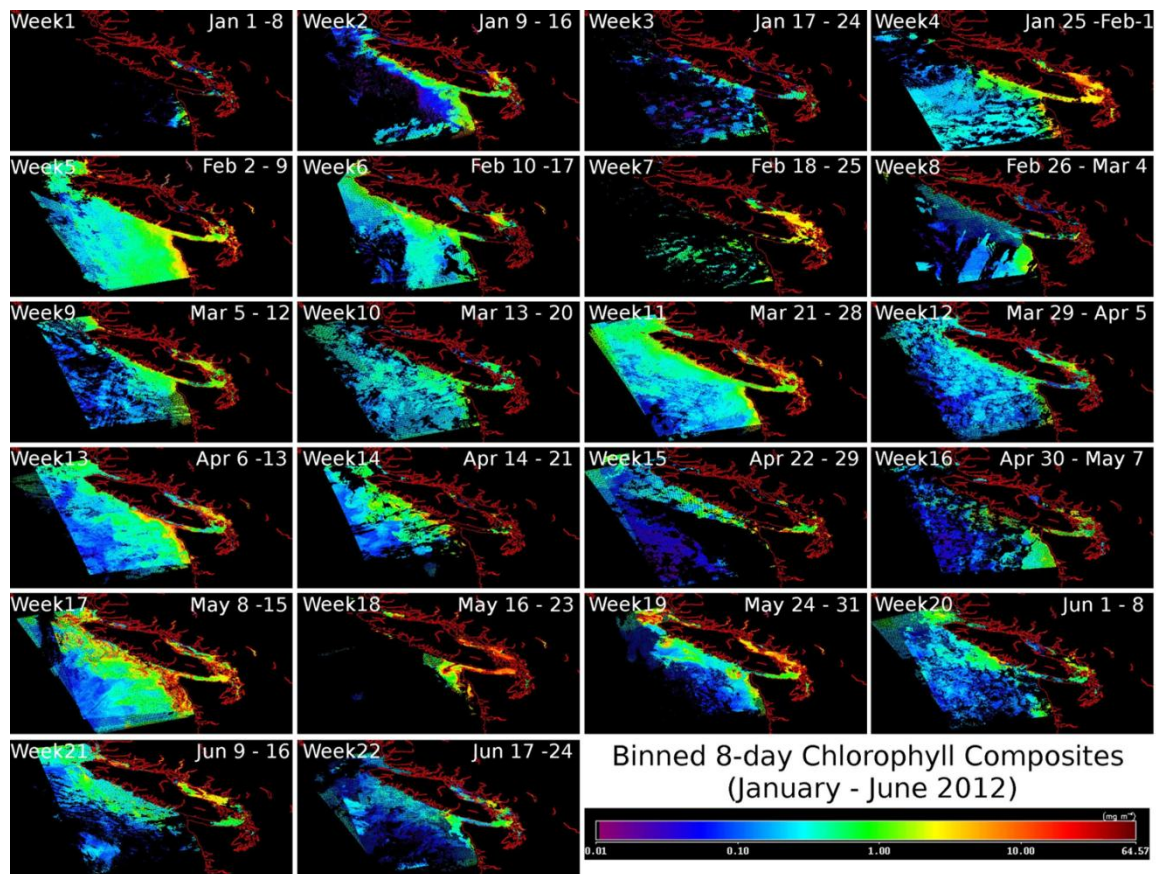 Week1 Jan 1 -8
Week2 Jan 9 - 16
Week3 Jan 17 - 24
Week4 Jan 25 -Feb-1
Week5 Feb 2 - 9
Week6 Feb 10 -17
Week7 Feb 18 - 25
Week8 Feb 26 - Mar 4
Week9 Mar 5 - 12
Week10 Mar 13 - 20
Week11 Mar 21 - 28
Week12 Mar 29 - Apr 5
Week13 Apr 6 -13
Week14 Apr 14 - 21
Week15 Apr 22 - 29
Week16 Apr 30 - May 7
Week17 May 8 -15
Week18 May 16 - 23
Week19 May 24 - 31
Week20 Jun 1 - 8
Week21 Jun 9 - 16
Week22 Jun 17 -24
Binned 8-day Chlorophyll Composites
(January - June 2012)
(mg m⁻³)
0.01 0.10 1.00 10.00 64.57